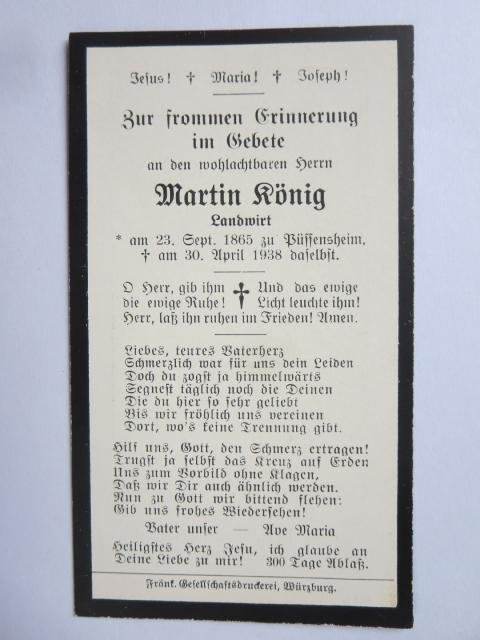 Jesus! † Maria! † Joseph!
Zur frommen Erinnerung
im Gebete
an den wohlachtbaren Herrn
Martin König
Landwirt
* am 23. Sept. 1865 zu Püssensheim,
† am 30. April 1938 daselbst.
O Herr, gib ihm † Und das ewige
die ewige Ruhe! Licht leuchte ihm!
Herr, laß ihn ruhen im Frieden! Amen.
Liebes, teures Vaterherz
Schmerzlich war für uns dein Leiden
Doch du zogst ja himmelwärts
Segnest täglich noch die Deinen
Die du hier so sehr geliebt
Bis wir fröhlich uns vereinen
Dort, wo's keine Trennung gibt.
Hilf uns, Gott, den Schmerz ertragen!
Trugst ja selbst das Kreuz auf Erden
Uns zum Vorbild ohne Klagen,
Daß wir Dir auch ähnlich werden.
Nun zu Gott wir bittend flehen:
Gib uns frohes Wiedersehen!
Vater unser — Ave Maria
Heiligstes Herz Jesu, ich glaube an
Deine Liebe zu mir! 300 Tage Ablaß.
Fränk. Gesellschaftsdruckerei, Würzburg.